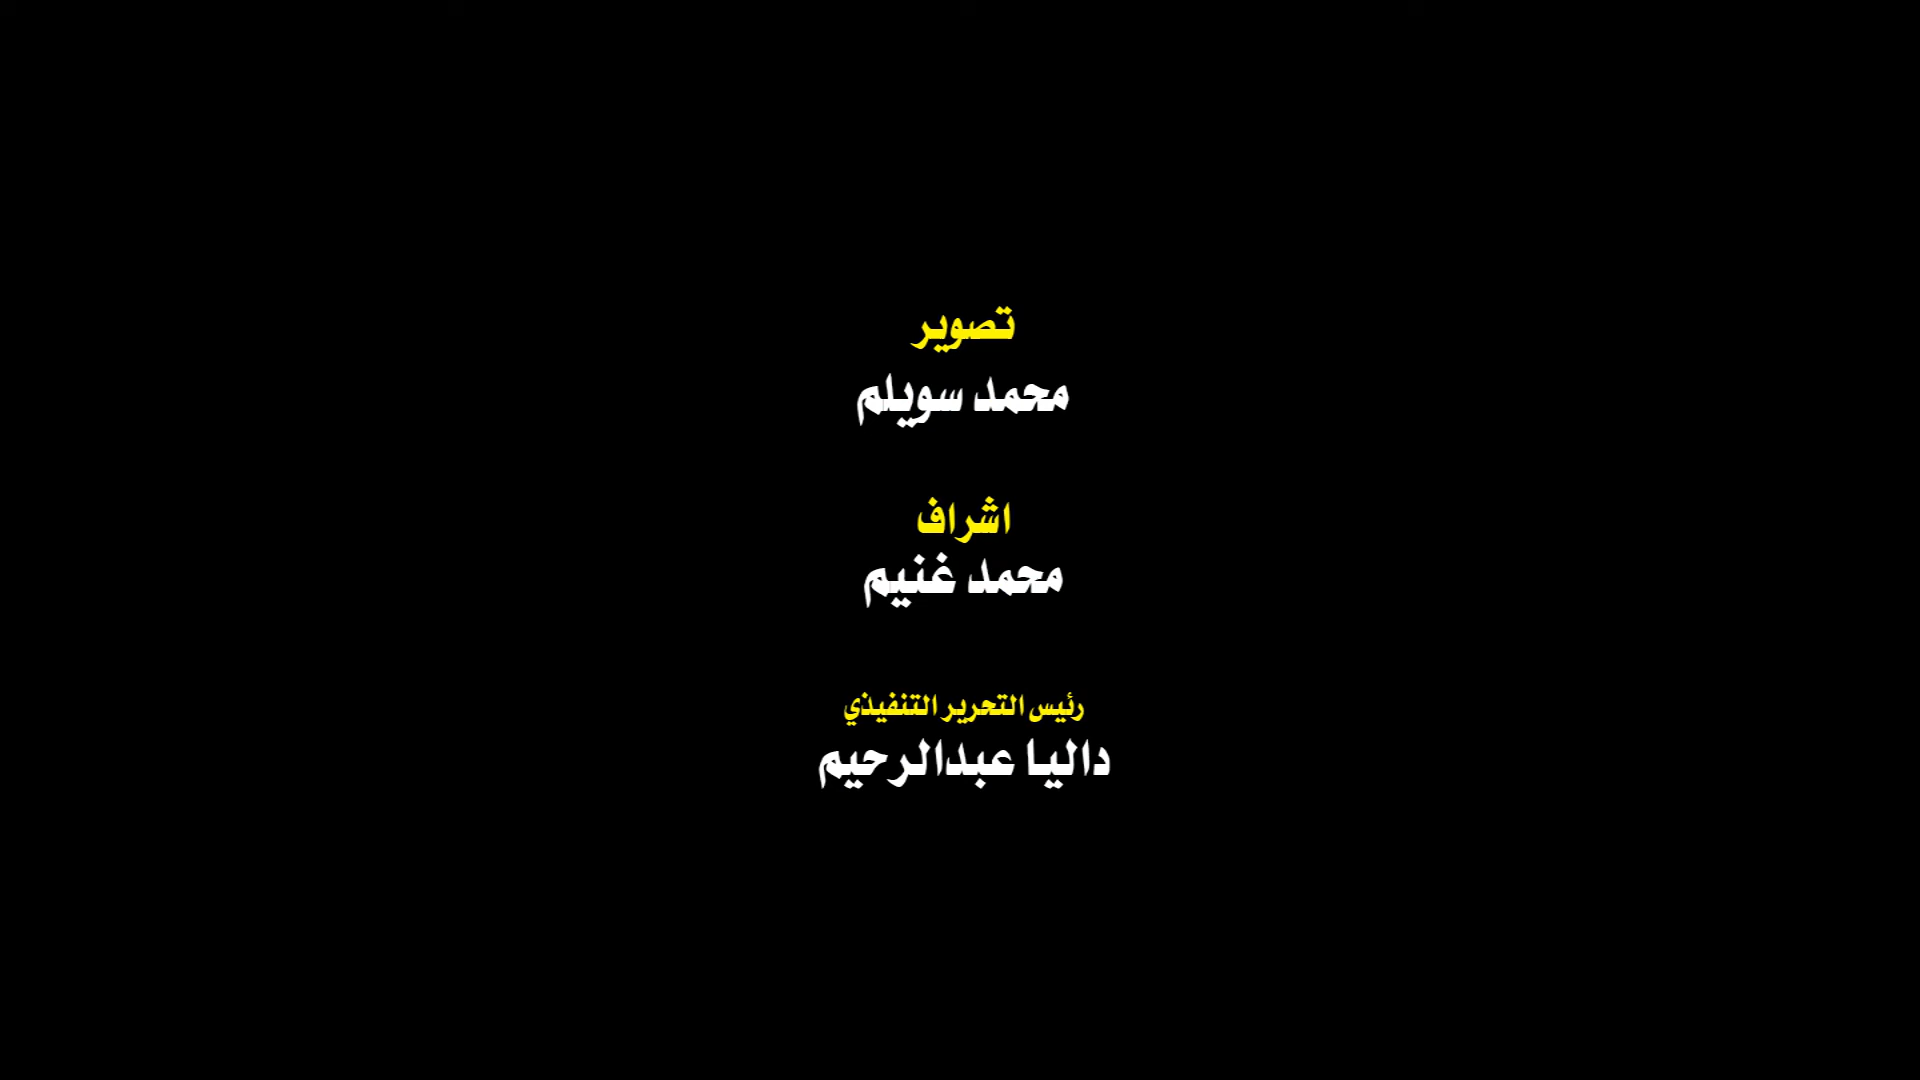 تصوير
محمد سويلم
اشراف
محمد غنيم
رئيس التحرير التنفيذي
داليا عبدالرحيم